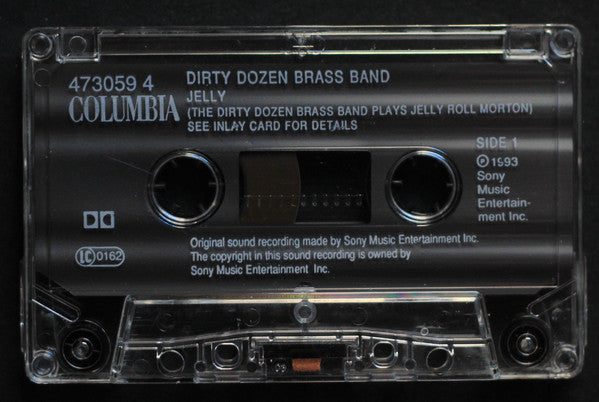 473059 4
COLUMBIA
DIRTY DOZEN BRASS BAND
JELLY
(THE DIRTY DOZEN BRASS BAND PLAYS JELLY ROLL MORTON)
SEE INLAY CARD FOR DETAILS
SIDE 1
℗ 1993
Sony
Music
Entertain-
ment Inc.
LC 0162
Original sound recording made by Sony Music Entertainment Inc.
The copyright in this sound recording is owned by
Sony Music Entertainment Inc.